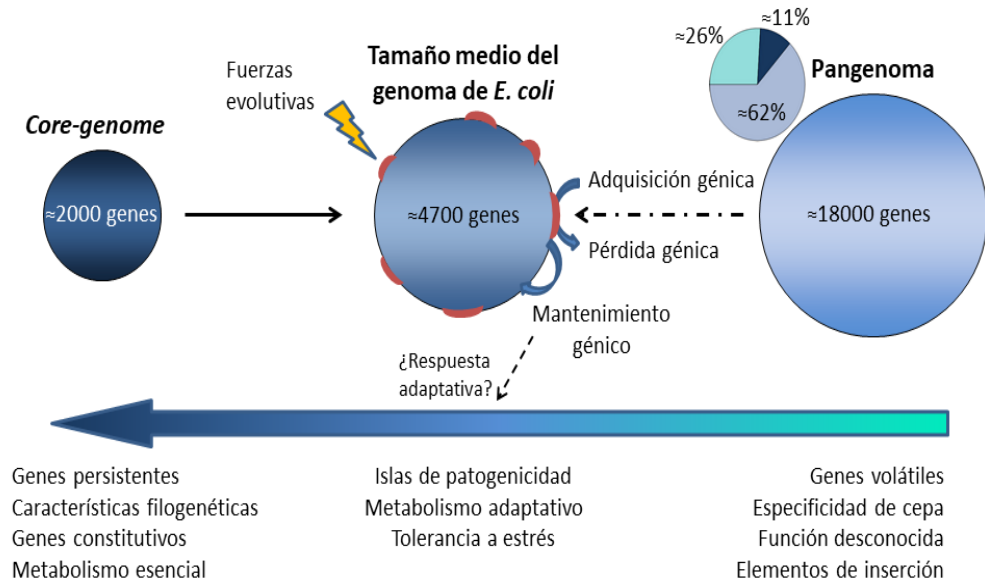 Core-genome
≈2000 genes
Fuerzas
evolutivas
Tamaño medio del
genoma de E. coli
≈4700 genes
≈26%
≈11%
≈62%
Pangenoma
≈18000 genes
Adquisición génica
Pérdida génica
Mantenimiento
génico
¿Respuesta
adaptativa?
Genes persistentes
Características filogenéticas
Genes constitutivos
Metabolismo esencial
Islas de patogenicidad
Metabolismo adaptativo
Tolerancia a estrés
Genes volátiles
Especificidad de cepa
Función desconocida
Elementos de inserción